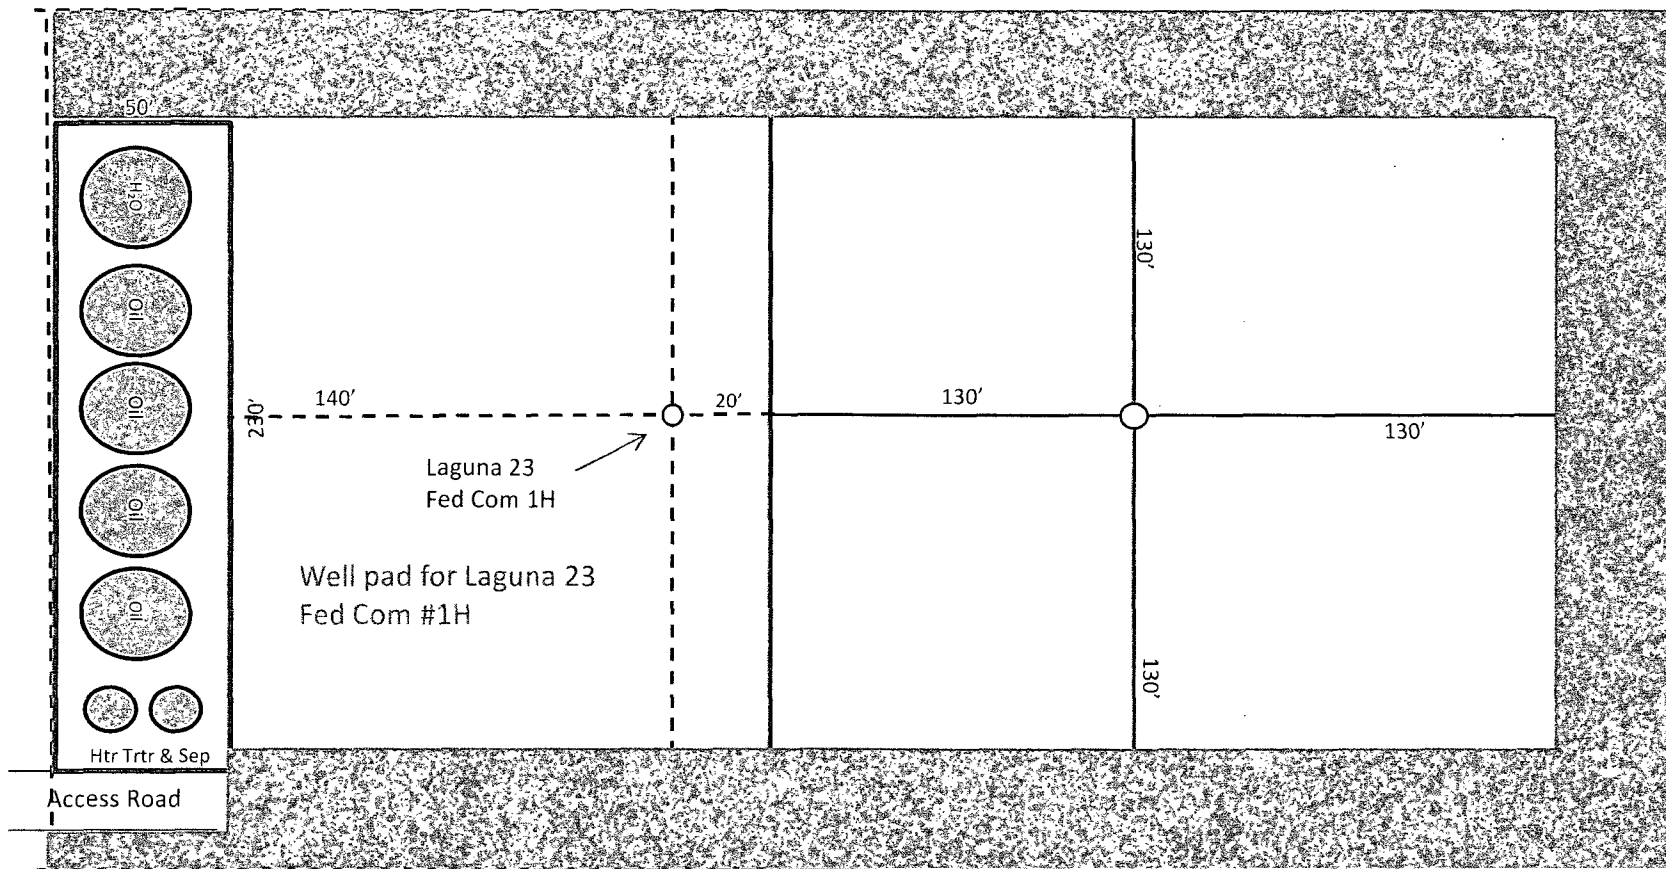 50'
H₂O
Oil
Oil
Oil
Oil
Htr Trtr & Sep
Access Road
230'
140'
20'
130'
130'
130'
130'
Laguna 23
Fed Com 1H
Well pad for Laguna 23
Fed Com #1H